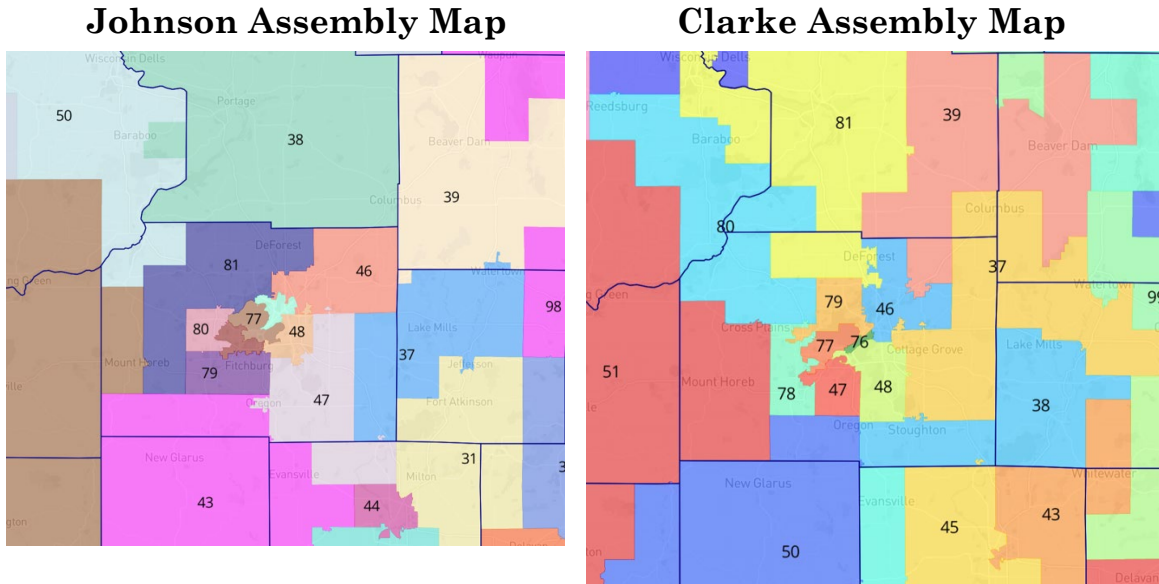 Johnson Assembly Map
Clarke Assembly Map
Wisconsin Dells
Waupun
50
Portage
38
Baraboo
Beaver Dam
39
Columbus
DeForest
81
46
Watertown
98
77
80
48
Lake Mills
37
Mount Horeb
79
Fitchburg
Jefferson
47
Oregon
Fort Atkinson
New Glarus
Evansville
31
Milton
43
44
Wisconsin Dells
Reedsburg
81
39
Baraboo
Beaver Dam
Columbus
80
DeForest
37
Watertown
79
46
Cross Plains
77
76
Cottage Grove
Lake Mills
51
Mount Horeb
78
47
48
38
Oregon
Stoughton
New Glarus
Evansville
Whitewater
45
43
50